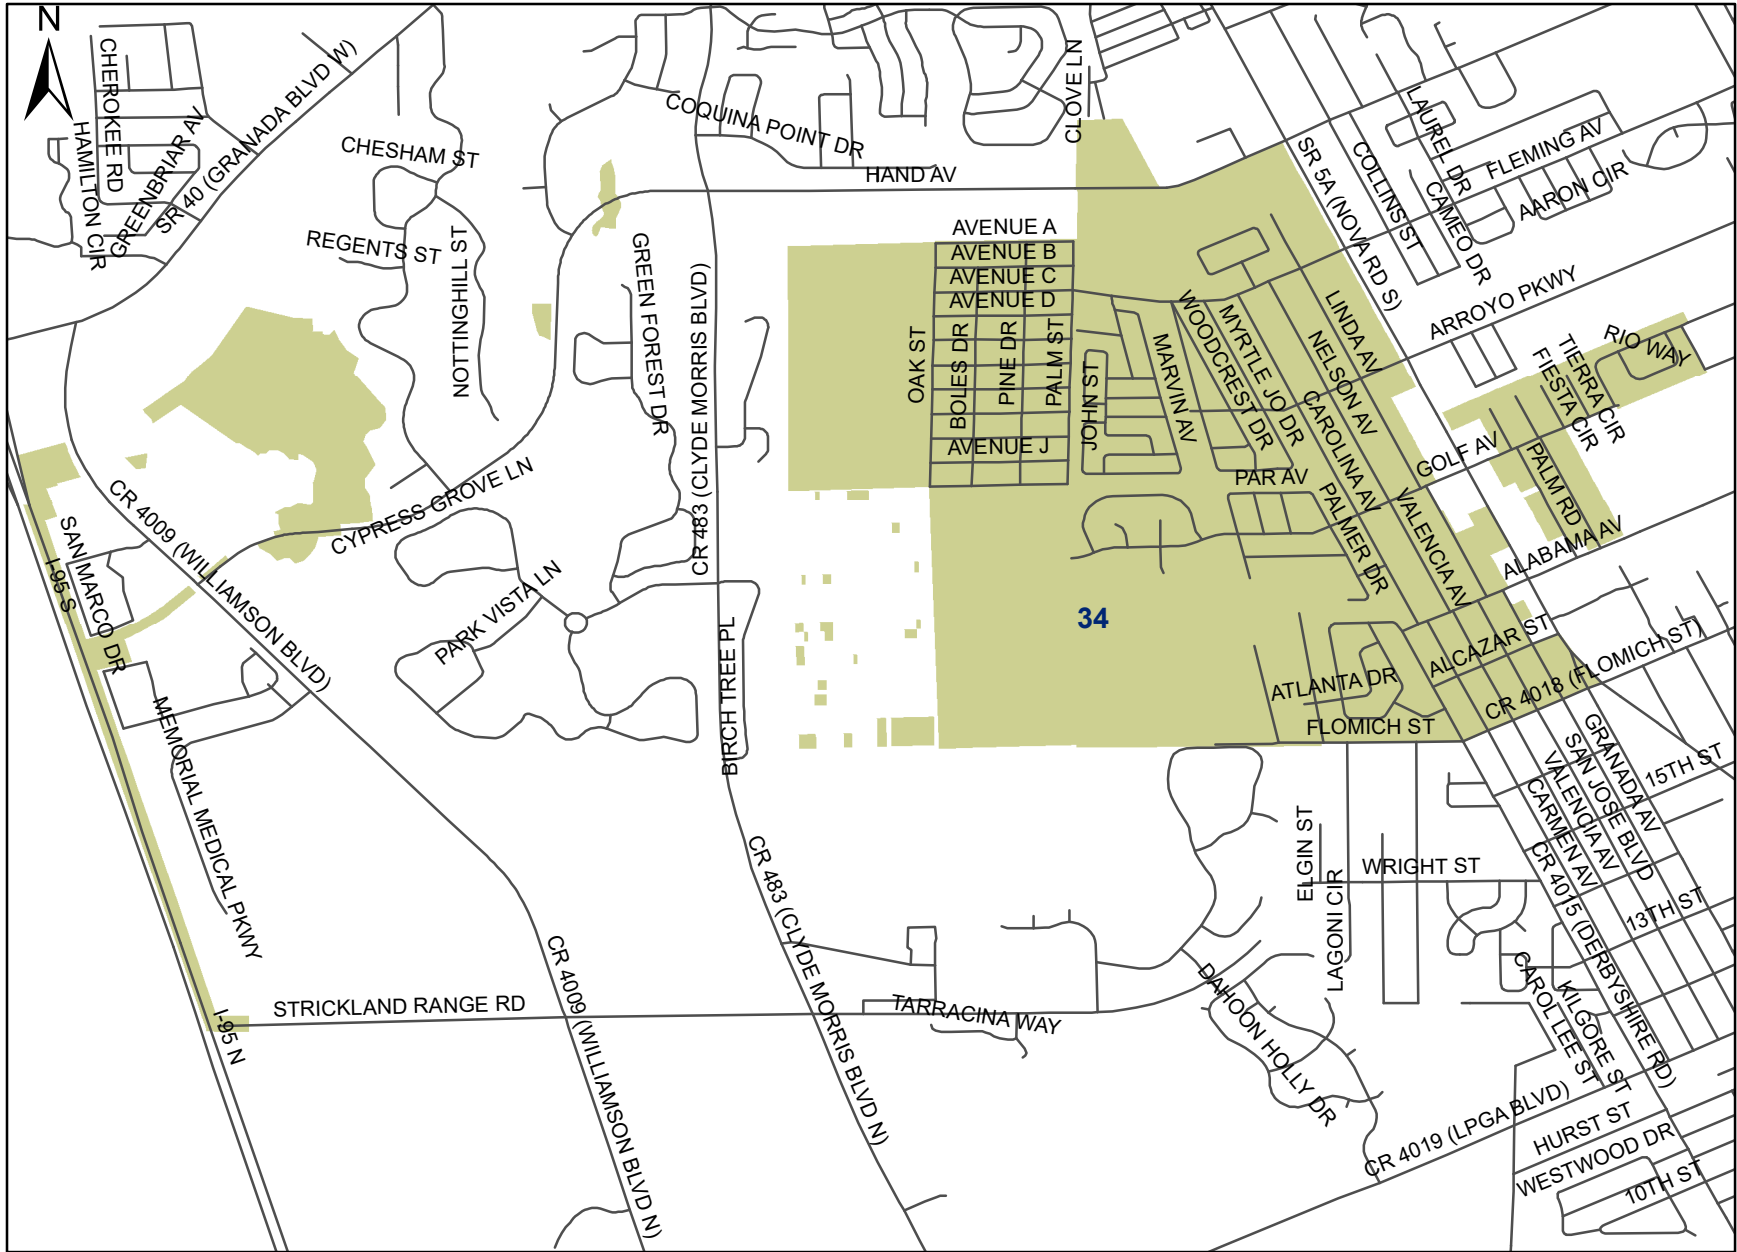 N
CHEROKEE RD
HAMILTON CIR
GREENBRIAR AV
SR 40 (GRANADA BLVD W)
CHESHAM ST
REGENTS ST
NOTTINGHILL ST
COQUINA POINT DR
HAND AV
CLOVE LN
GREEN FOREST DR
CR 483 (CLYDE MORRIS BLVD)
AVENUE A
AVENUE B
AVENUE C
AVENUE D
OAK ST
BOLES DR
PINE DR
PALM ST
JOHN ST
AVENUE J
MARVIN AV
WOODCREST DR
MYRTLE JO DR
CAROLINA AV
NELSON AV
LINDA AV
SR 5A (NOVA RD S)
COLLINS ST
LAUREL DR
CAMEO DR
FLEMING AV
AARON CIR
ARROYO PKWY
RIO WAY
TIERRA CIR
FIESTA CIR
GOLF AV
PALM RD
ALABAMA AV
PAR AV
PALMER DR
VALENCIA AV
CR 4009 (WILLIAMSON BLVD)
CYPRESS GROVE LN
SAN MARCO DR
I-95 S
PARK VISTA LN
BIRCH TREE PL
34
ALCAZAR ST
ATLANTA DR
FLOMICH ST
CR 4018 (FLOMICH ST)
MEMORIAL MEDICAL PKWY
GRANADA AV
SAN JOSE BLVD
VALENCIA AV
CARMEN AV
15TH ST
13TH ST
CR 4015 (DERBYSHIRE RD)
ELGIN ST
WRIGHT ST
LAGONI CIR
CR 483 (CLYDE MORRIS BLVD N)
CR 4009 (WILLIAMSON BLVD N)
STRICKLAND RANGE RD
I-95 N
TARRACINA WAY
DAHOON HOLLY DR
CAROL LEE ST
KILGORE ST
CR 4019 (LPGA BLVD)
HURST ST
WESTWOOD DR
10TH ST